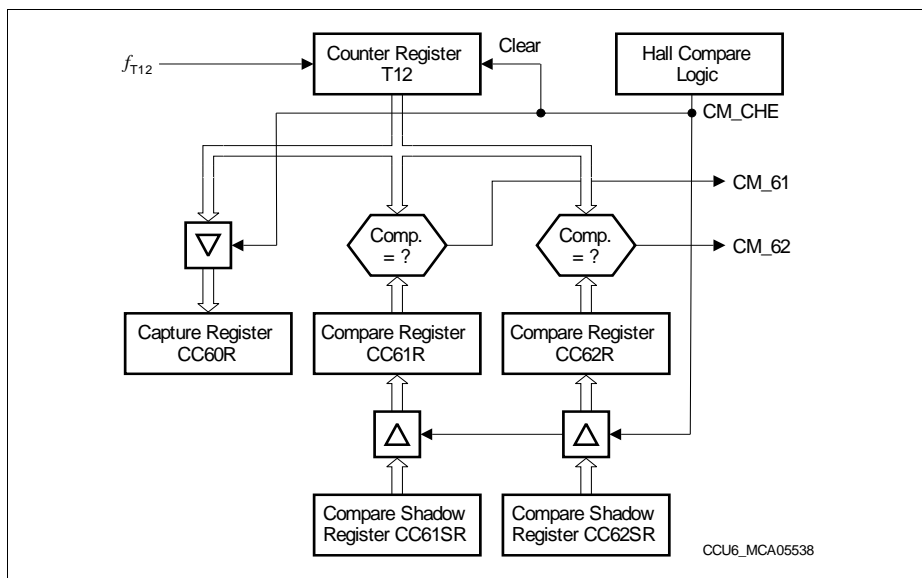 fT12
Counter Register
T12
Clear
Hall Compare
Logic
CM_CHE
CM_61
Comp.
= ?
Comp.
= ?
CM_62
Capture Register
CC60R
Compare Register
CC61R
Compare Register
CC62R
Compare Shadow
Register CC61SR
Compare Shadow
Register CC62SR
CCU6_MCA05538